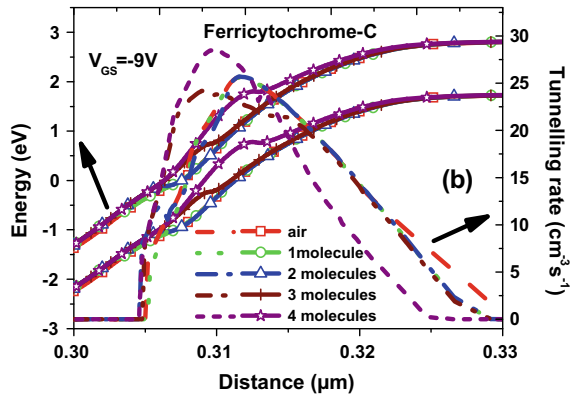 Ferricytochrome-C
V_GS=-9V
(b)
air
1molecule
2 molecules
3 molecules
4 molecules
Energy (eV)
3
2
1
0
-1
-2
-3
Tunnelling rate (cm⁻³s⁻¹)
30
25
20
15
10
5
0
0.30 0.31 0.32 0.33
Distance (μm)